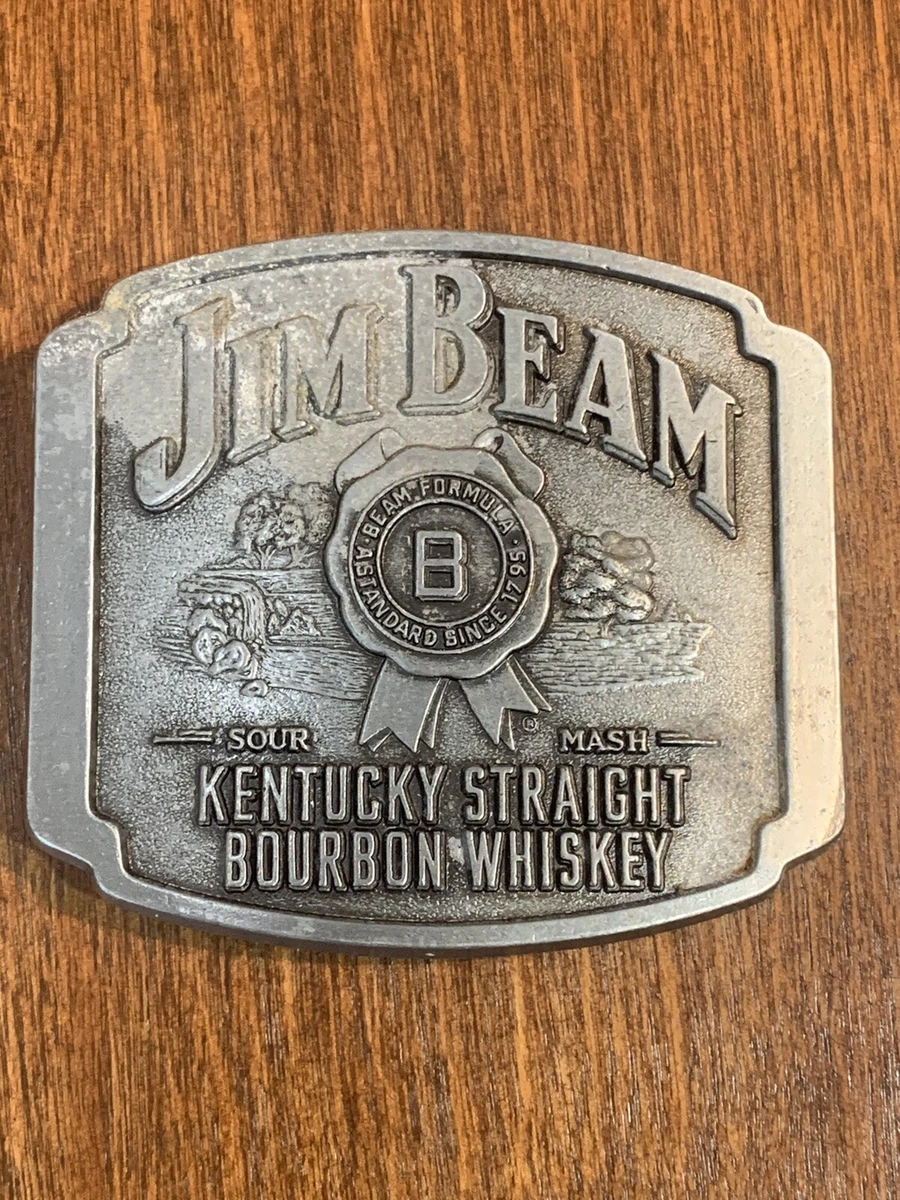 JIM BEAM
BEAM FORMULA · A STANDARD SINCE 1795 ·
B
®
SOUR MASH
KENTUCKY STRAIGHT
BOURBON WHISKEY